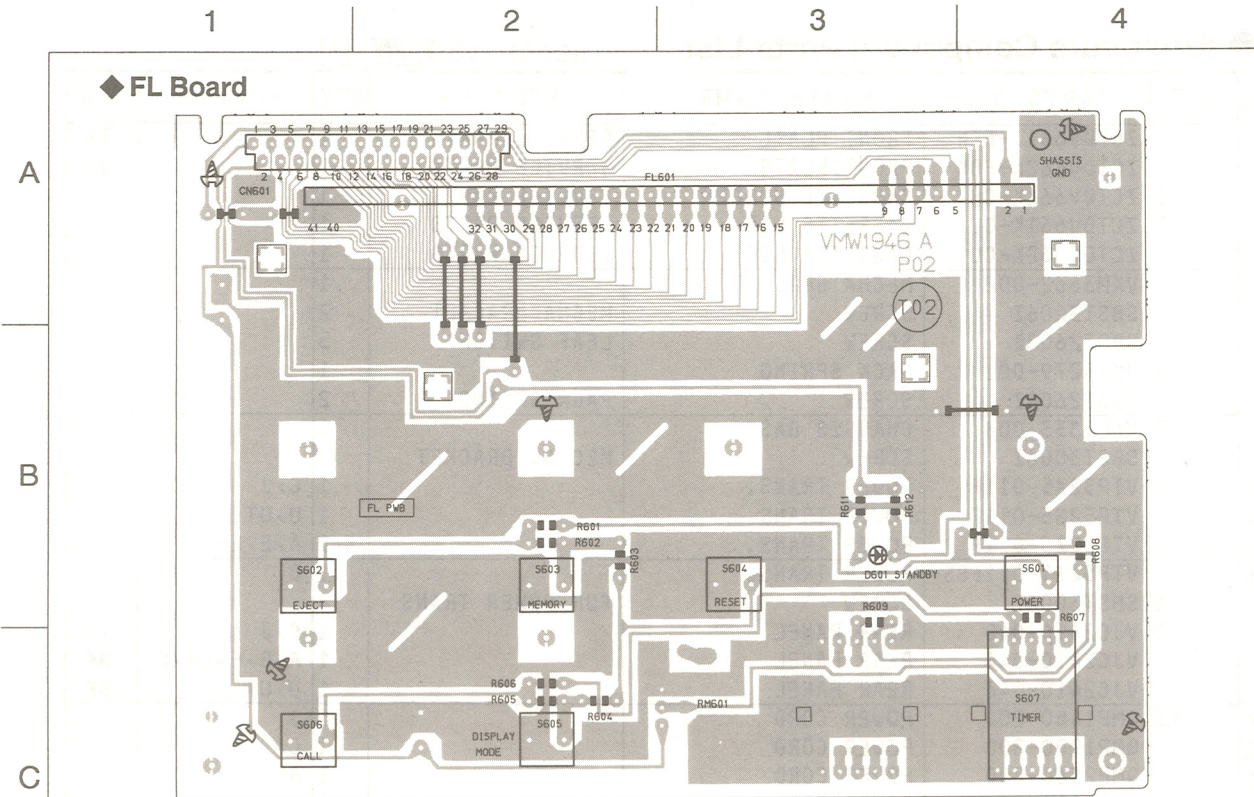 1 2 3 4
◆ FL Board
A
B
C
1 3 5 7 9 11 13 15 17 19 21 23 25 27 29
2 4 6 8 10 12 14 16 18 20 22 24 26 28
CN601
FL601
SHASSIS
GND
41 40
32 31 30 29 28 27 26 25 24 23 22 21 20 19 18 17 16 15
9 8 7 6 5 2 1
VMW1946 A
P02
T02
FL PWB
R601
R602
R603
R611
R612
R608
D601 STANDBY
S602
EJECT
S603
MEMORY
S604
RESET
S601
POWER
R609
R607
R606
R605
R604
RM601
S606
CALL
DISPLAY
MODE
S605
S607
TIMER